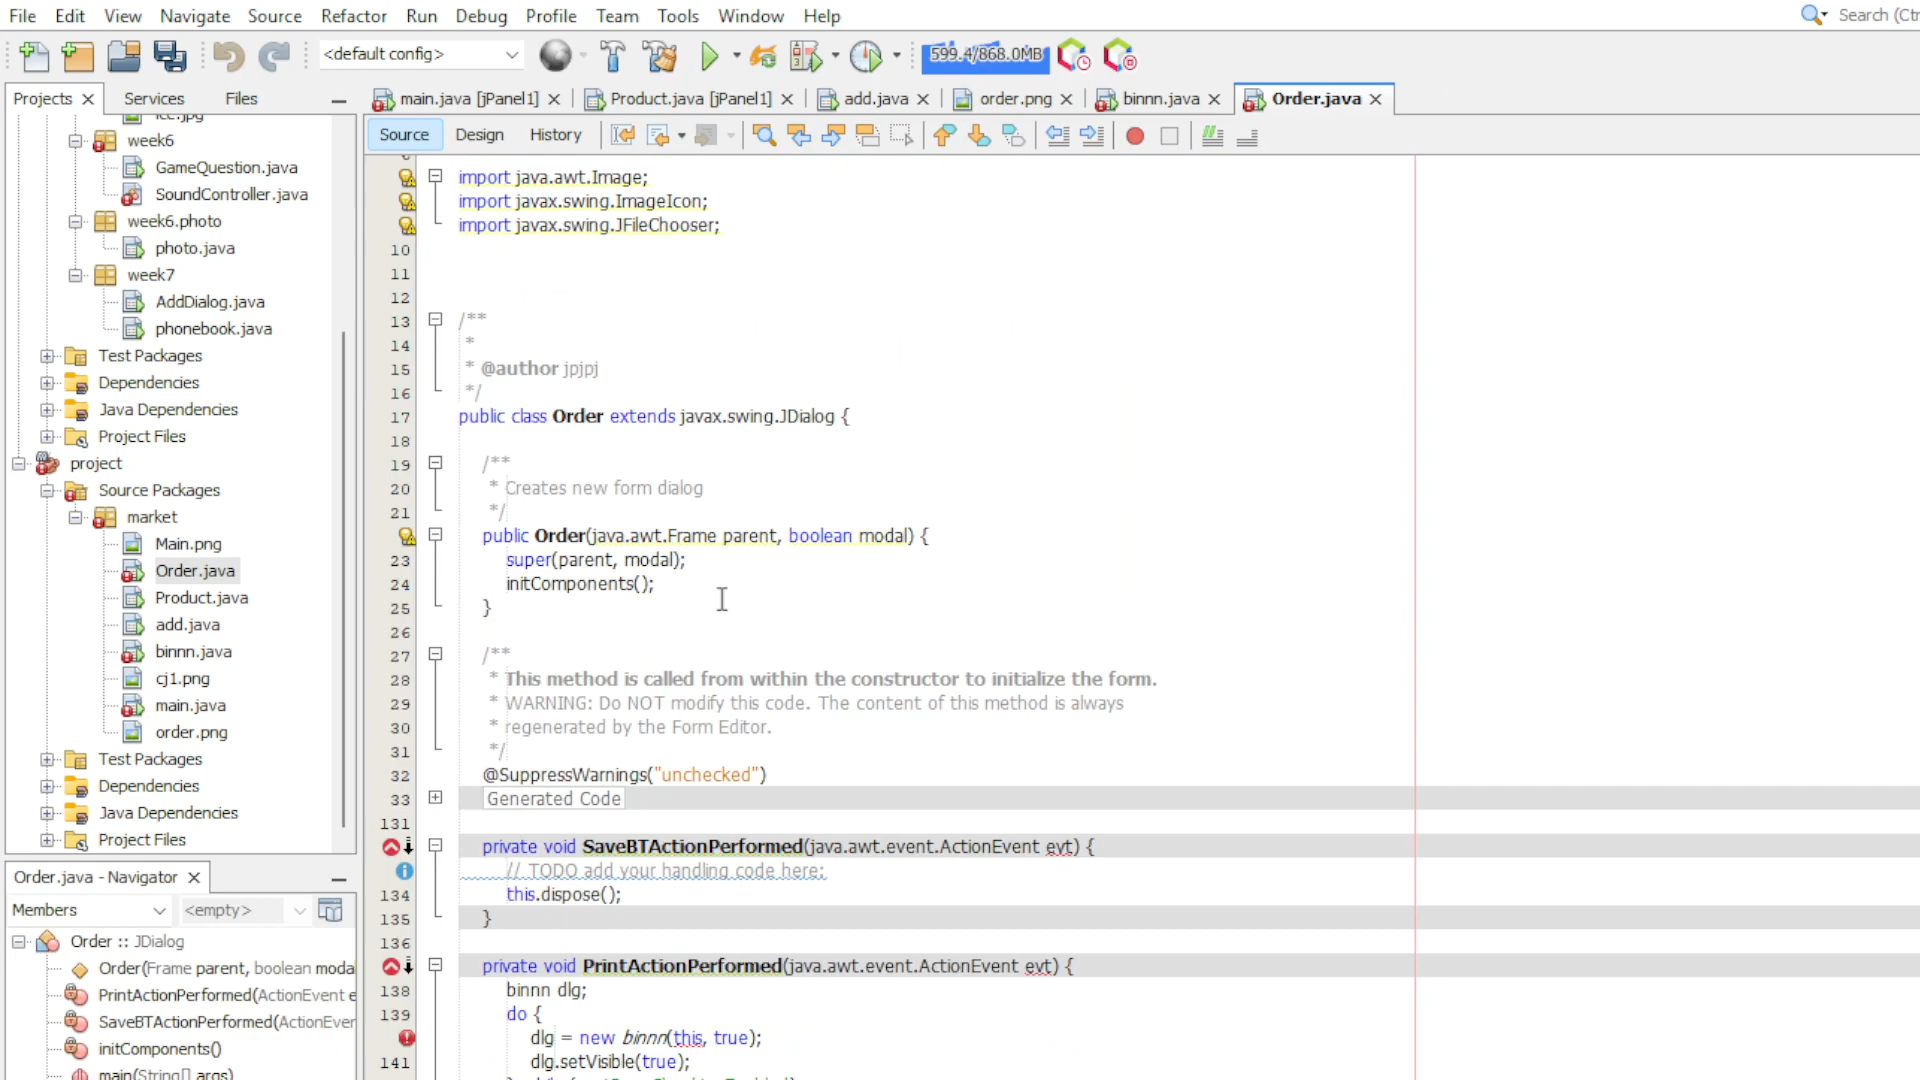 File Edit View Navigate Source Refactor Run Debug Profile Team Tools Window Help
Search (Ctr
<default config>
599.4/868.0MB
Projects Services Files
main.java [jPanel1] Product.java [jPanel1] add.java order.png binnn.java Order.java
Source Design History
ice.jpg
week6
GameQuestion.java
SoundController.java
week6.photo
photo.java
week7
AddDialog.java
phonebook.java
Test Packages
Dependencies
Java Dependencies
Project Files
project
Source Packages
market
Main.png
Order.java
Product.java
add.java
binnn.java
cj1.png
main.java
order.png
Test Packages
Dependencies
Java Dependencies
Project Files
Order.java - Navigator
Members <empty>
Order :: JDialog
Order(Frame parent, boolean moda
PrintActionPerformed(ActionEvent e
SaveBTActionPerformed(ActionEver
initComponents()
main(String[] args)
import java.awt.Image;
import javax.swing.ImageIcon;
import javax.swing.JFileChooser;
10
11
12
13 /**
14 *
15 * @author jpjpj
16 */
17 public class Order extends javax.swing.JDialog {
18
19 /**
20 * Creates new form dialog
21 */
public Order(java.awt.Frame parent, boolean modal) {
23 super(parent, modal);
24 initComponents();
25 }
26
27 /**
28 * This method is called from within the constructor to initialize the form.
29 * WARNING: Do NOT modify this code. The content of this method is always
30 * regenerated by the Form Editor.
31 */
32 @SuppressWarnings("unchecked")
33 Generated Code
131
private void SaveBTActionPerformed(java.awt.event.ActionEvent evt) {
// TODO add your handling code here:
134 this.dispose();
135 }
136
private void PrintActionPerformed(java.awt.event.ActionEvent evt) {
138 binnn dlg;
139 do {
dlg = new binnn(this, true);
141 dlg.setVisible(true);